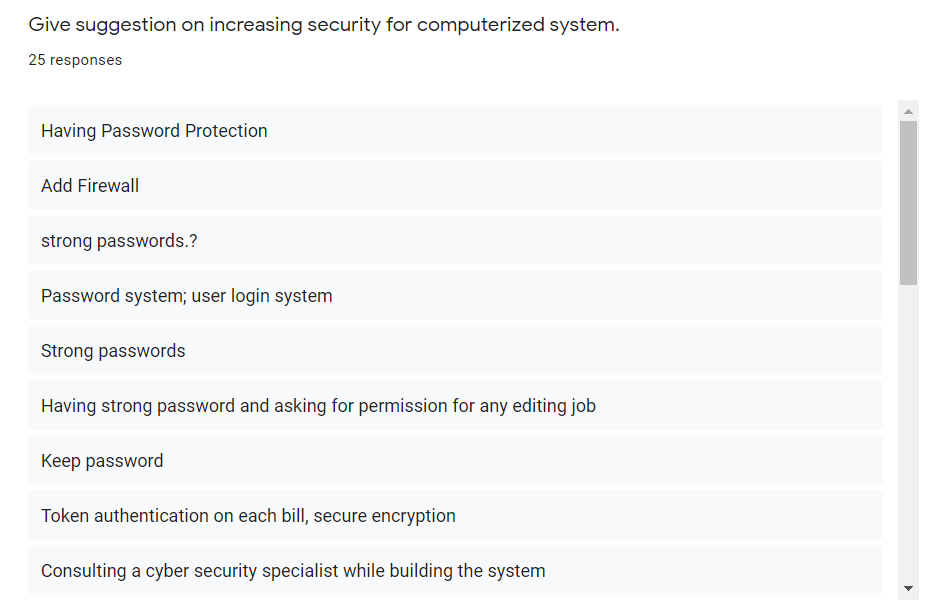 Give suggestion on increasing security for computerized system.
25 responses
Having Password Protection
Add Firewall
strong passwords.?
Password system; user login system
Strong passwords
Having strong password and asking for permission for any editing job
Keep password
Token authentication on each bill, secure encryption
Consulting a cyber security specialist while building the system